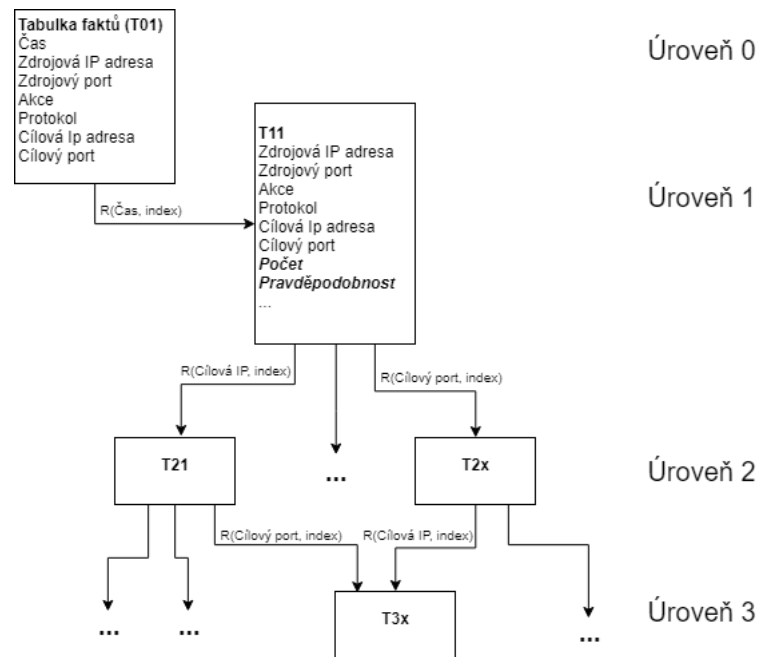 Tabulka faktů (T01)
Čas
Zdrojová IP adresa
Zdrojový port
Akce
Protokol
Cílová Ip adresa
Cílový port
Úroveň 0
R(Čas, index)
T11
Zdrojová IP adresa
Zdrojový port
Akce
Protokol
Cílová Ip adresa
Cílový port
Počet
Pravděpodobnost
...
Úroveň 1
R(Cílová IP, index)
R(Cílový port, index)
T21
...
T2x
Úroveň 2
R(Cílový port, index)
R(Cílová IP, index)
...
...
T3x
...
Úroveň 3